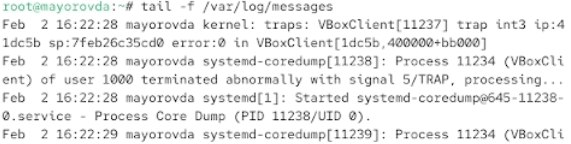 root@mayorovda:~# tail -f /var/log/messages
Feb  2 16:22:28 mayorovda kernel: traps: VBoxClient[11237] trap int3 ip:4
1dc5b sp:7feb26c35cd0 error:0 in VBoxClient[1dc5b,400000+bb000]
Feb  2 16:22:28 mayorovda systemd-coredump[11238]: Process 11234 (VBoxCli
ent) of user 1000 terminated abnormally with signal 5/TRAP, processing...
Feb  2 16:22:28 mayorovda systemd[1]: Started systemd-coredump@645-11238-
0.service - Process Core Dump (PID 11238/UID 0).
Feb  2 16:22:29 mayorovda systemd-coredump[11239]: Process 11234 (VBoxCli